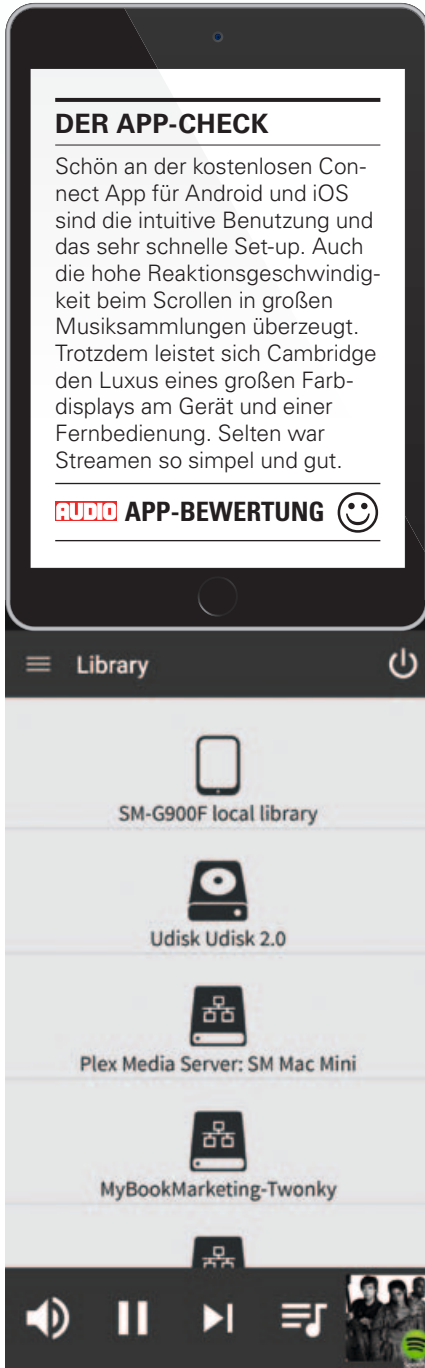 DER APP-CHECK
Schön an der kostenlosen Con-
nect App für Android und iOS
sind die intuitive Benutzung und
das sehr schnelle Set-up. Auch
die hohe Reaktionsgeschwindig-
keit beim Scrollen in großen
Musiksammlungen überzeugt.
Trotzdem leistet sich Cambridge
den Luxus eines großen Farb-
displays am Gerät und einer
Fernbedienung. Selten war
Streamen so simpel und gut.
AUDIO APP-BEWERTUNG
Library
SM-G900F local library
Udisk Udisk 2.0
Plex Media Server: SM Mac Mini
MyBookMarketing-Twonky